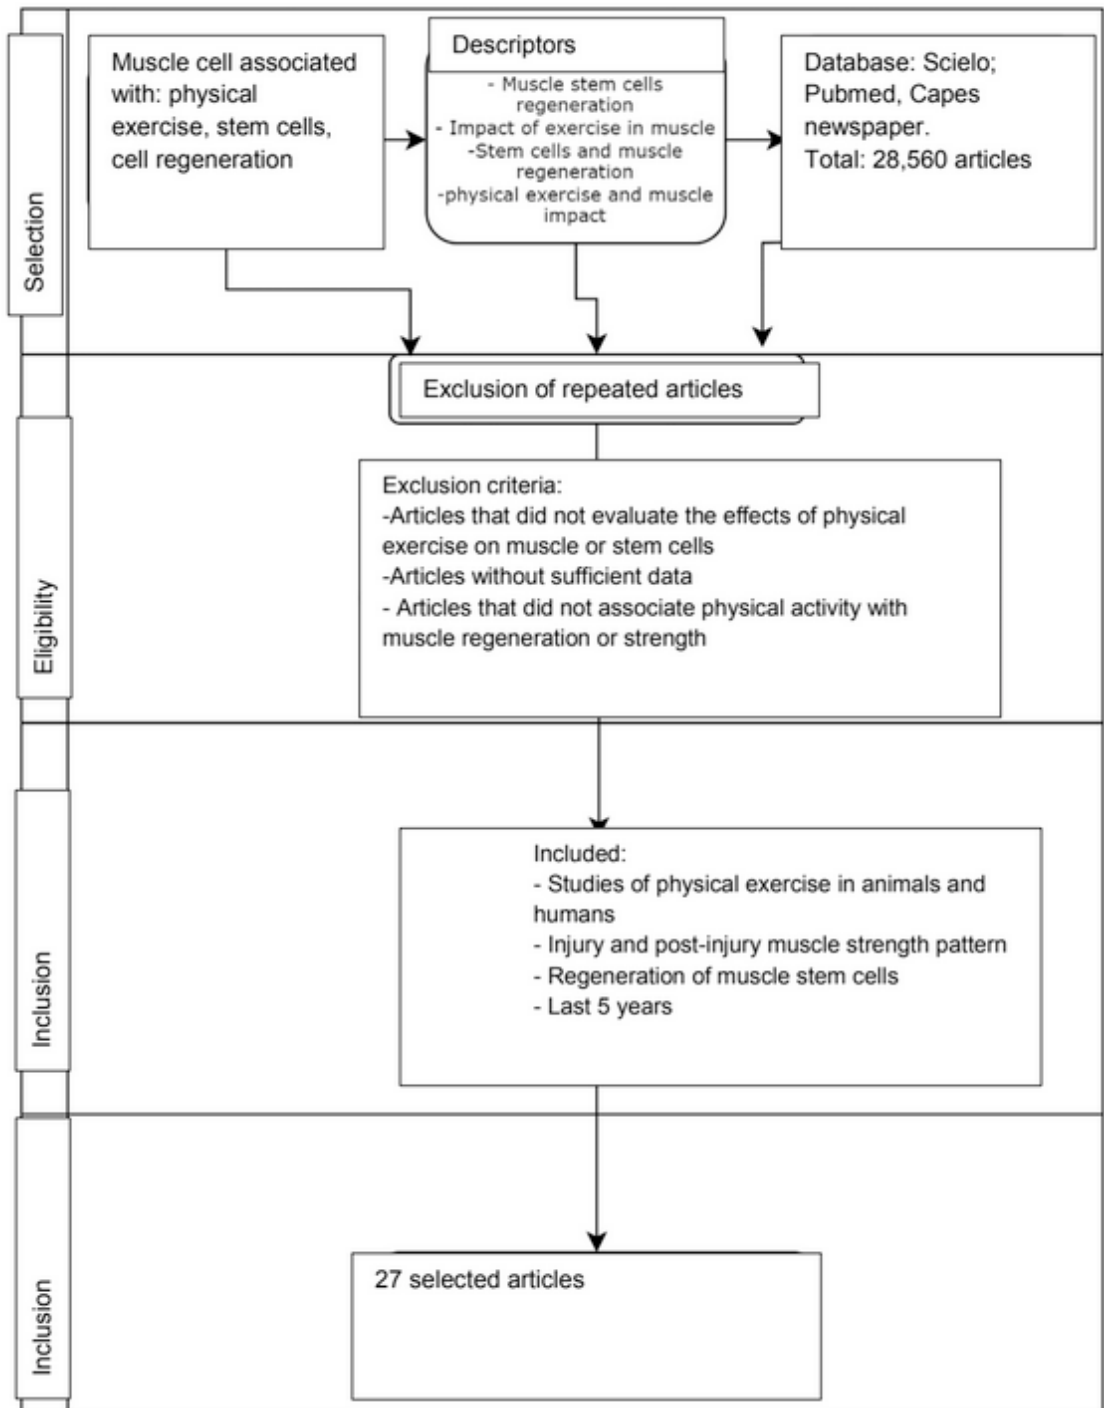 Selection
Muscle cell associated
with: physical
exercise, stem cells,
cell regeneration
Descriptors
- Muscle stem cells
regeneration
- Impact of exercise in muscle
-Stem cells and muscle
regeneration
-physical exercise and muscle
impact
Database: Scielo;
Pubmed, Capes
newspaper.
Total: 28,560 articles
Eligibility
Exclusion of repeated articles
Exclusion criteria:
-Articles that did not evaluate the effects of physical
exercise on muscle or stem cells
-Articles without sufficient data
- Articles that did not associate physical activity with
muscle regeneration or strength
Inclusion
Included:
- Studies of physical exercise in animals and
humans
- Injury and post-injury muscle strength pattern
- Regeneration of muscle stem cells
- Last 5 years
Inclusion
27 selected articles